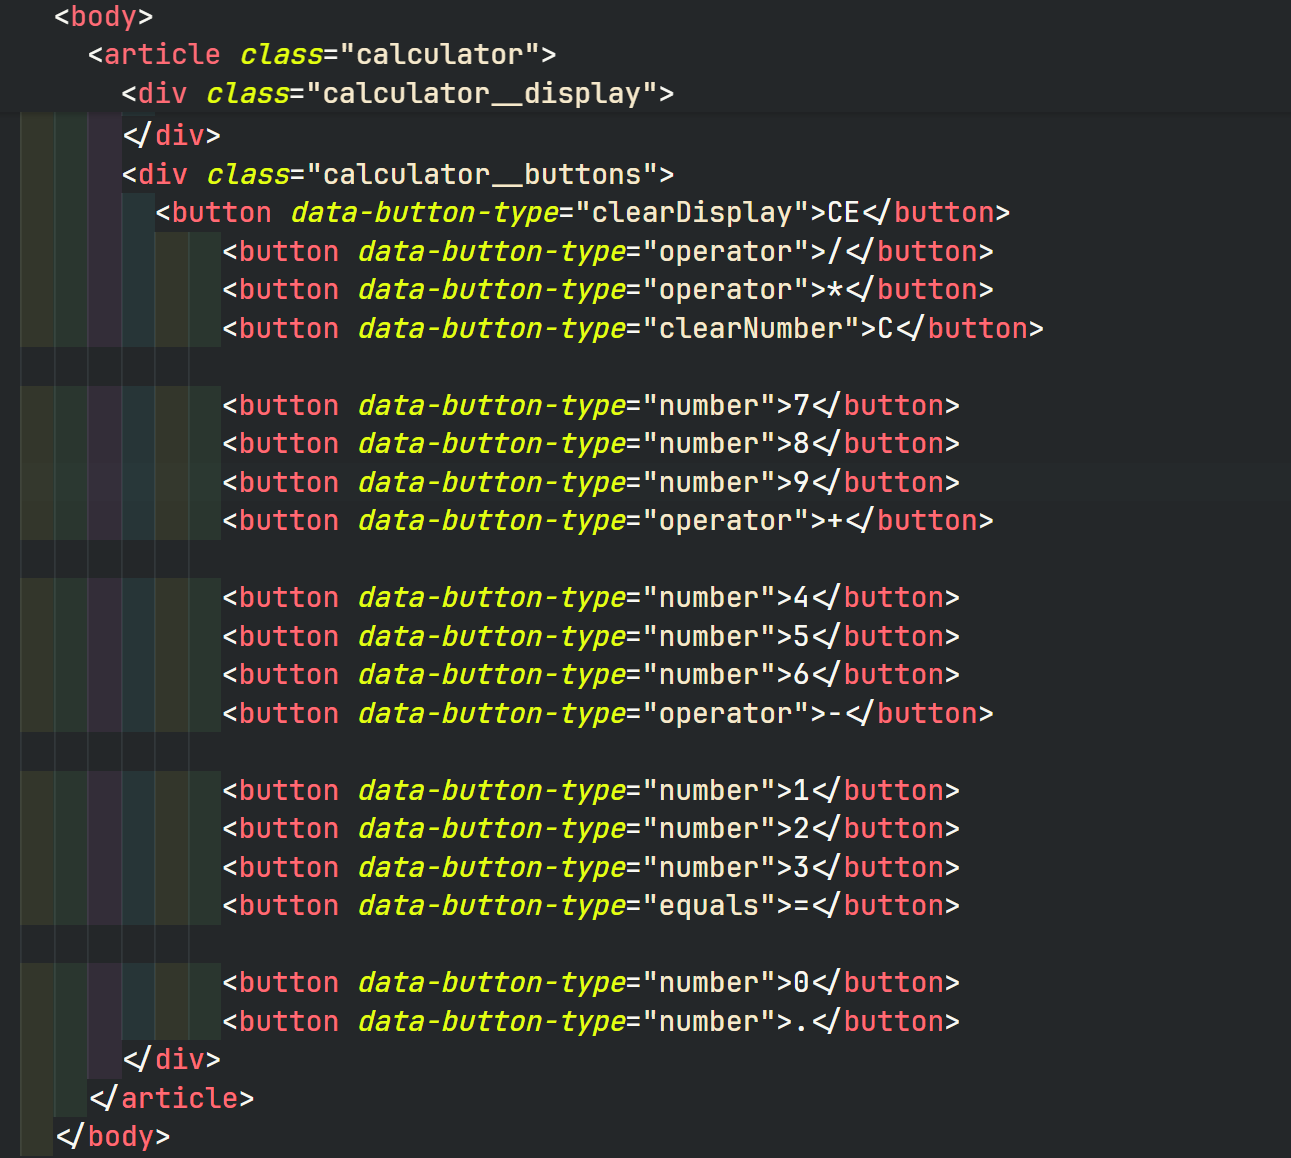 <body>
<article class="calculator">
<div class="calculator__display">
</div>
<div class="calculator__buttons">
<button data-button-type="clearDisplay">CE</button>
<button data-button-type="operator">/</button>
<button data-button-type="operator">*</button>
<button data-button-type="clearNumber">C</button>
<button data-button-type="number">7</button>
<button data-button-type="number">8</button>
<button data-button-type="number">9</button>
<button data-button-type="operator">+</button>
<button data-button-type="number">4</button>
<button data-button-type="number">5</button>
<button data-button-type="number">6</button>
<button data-button-type="operator">-</button>
<button data-button-type="number">1</button>
<button data-button-type="number">2</button>
<button data-button-type="number">3</button>
<button data-button-type="equals">=</button>
<button data-button-type="number">0</button>
<button data-button-type="number">.</button>
</div>
</article>
</body>